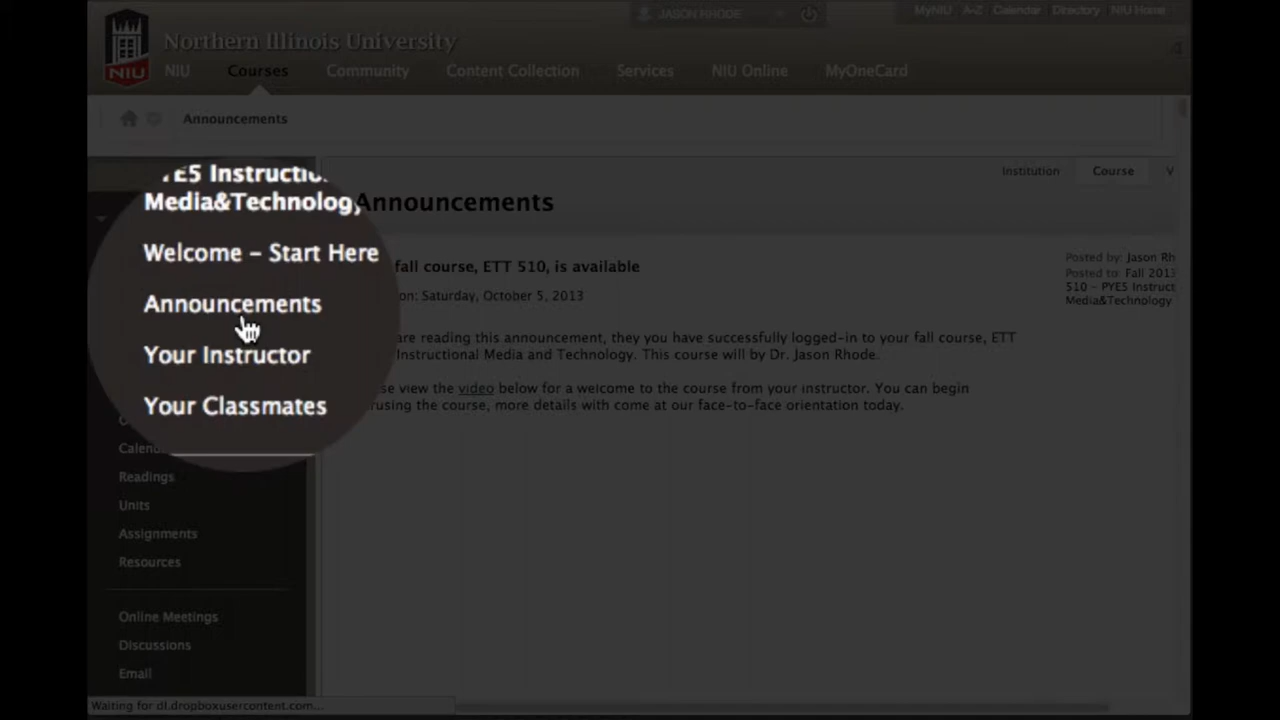 JASON RHODE
MyNIU A-Z Calendar Directory NIU Home
Northern Illinois University
NIU
NIU Courses Community Content Collection Services NIU Online MyOneCard
Announcements
Institution Course V
YE5 Instructio
Media&Technolog
Welcome – Start Here
Announcements
Your Instructor
Your Classmates
Calen
Readings
Units
Assignments
Resources
Online Meetings
Discussions
Email
Announcements
fall course, ETT 510, is available
on: Saturday, October 5, 2013
are reading this announcement, they you have successfully logged-in to your fall course, ETT
Instructional Media and Technology. This course will by Dr. Jason Rhode.
se view the video below for a welcome to the course from your instructor. You can begin
rusing the course, more details with come at our face-to-face orientation today.
Posted by: Jason Rh
Posted to: Fall 2013
510 – PYE5 Instruct
Media&Technology
Waiting for dl.dropboxusercontent.com...